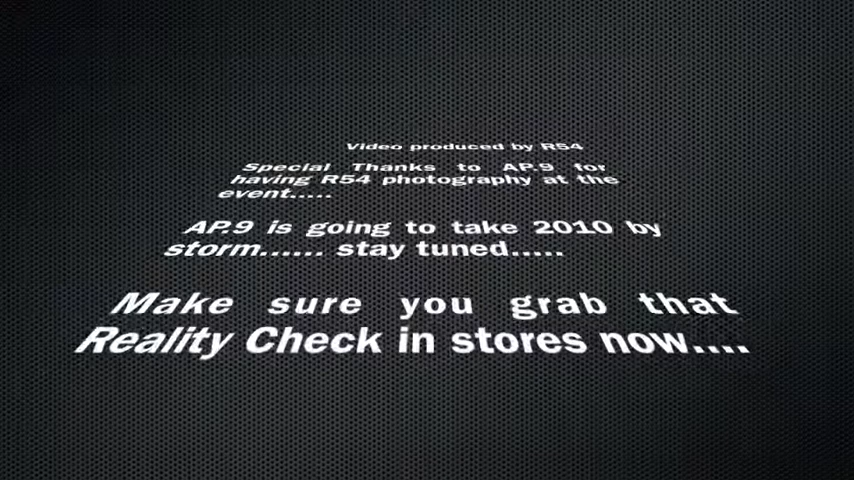 Video produced by R54
Special Thanks to AP.9 for
having R54 photography at the
event.....
AP.9 is going to take 2010 by
storm...... stay tuned.....
Make sure you grab that
Reality Check in stores now....